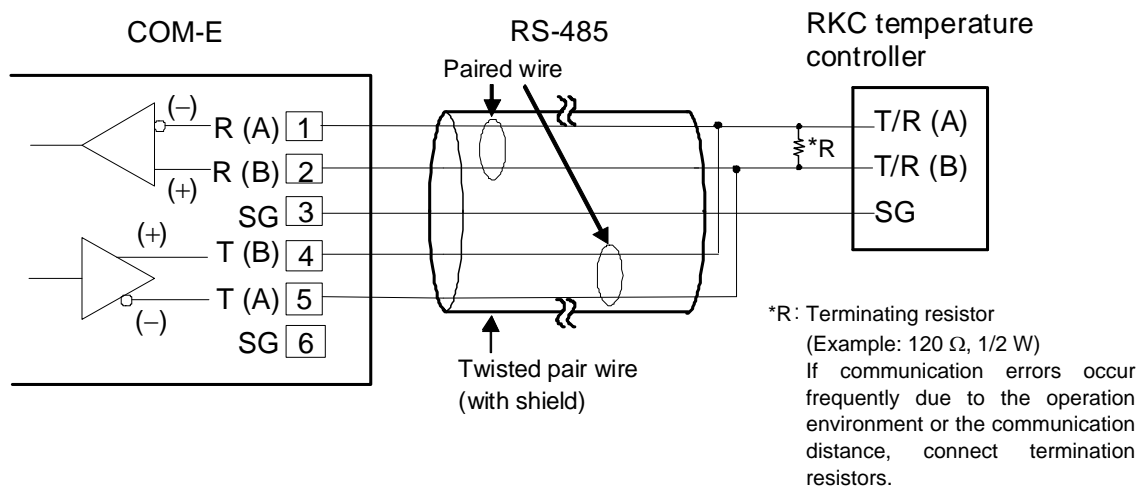 COM-E
RS-485
RKC temperature
controller
Paired wire
(−)
R (A) 1
R (B) 2
(+)
SG 3
(+)
T (B) 4
T (A) 5
(−)
SG 6
*R
T/R (A)
T/R (B)
SG
Twisted pair wire
(with shield)
*R: Terminating resistor
(Example: 120 Ω, 1/2 W)
If communication errors occur
frequently due to the operation
environment or the communication
distance, connect termination
resistors.